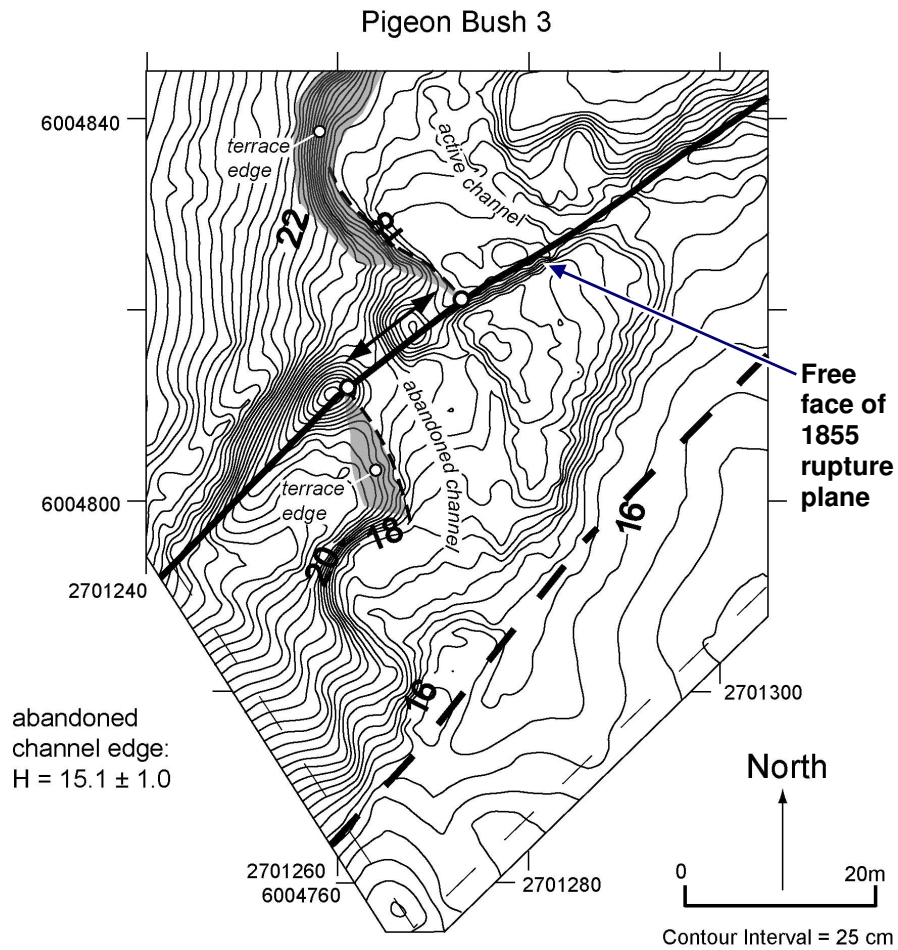 Pigeon Bush 3
6004840
terrace
edge
active channel
22
18
Free
face of
1855
rupture
plane
abandoned channel
6004800
terrace
edge
18
20
16
2701240
16
2701300
abandoned
channel edge:
H = 15.1 ± 1.0
North
2701260
6004760
2701280
0 20m
Contour Interval = 25 cm